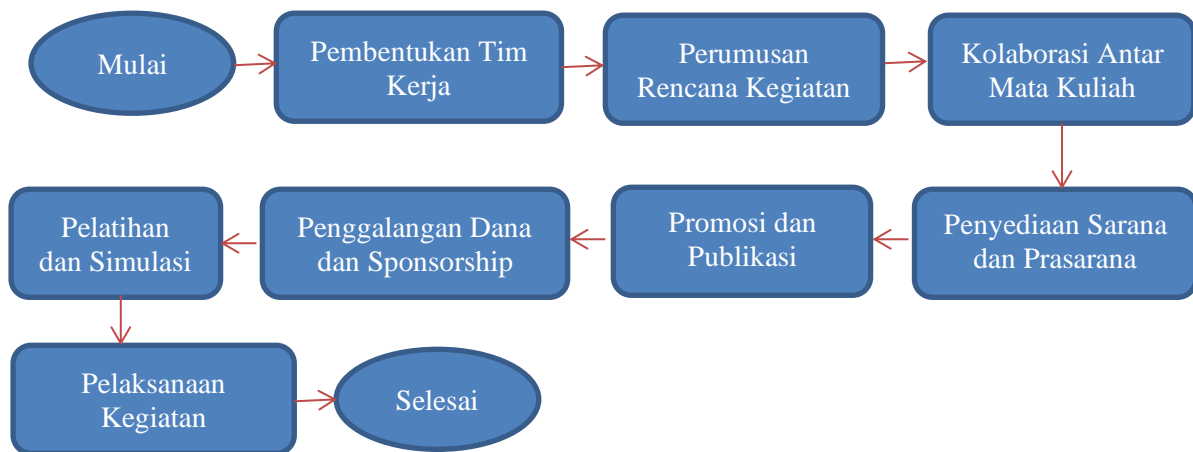 Mulai
Pembentukan Tim
Kerja
Perumusan
Rencana Kegiatan
Kolaborasi Antar
Mata Kuliah
Penyediaan Sarana
dan Prasarana
Promosi dan
Publikasi
Penggalangan Dana
dan Sponsorship
Pelatihan
dan Simulasi
Pelaksanaan
Kegiatan
Selesai